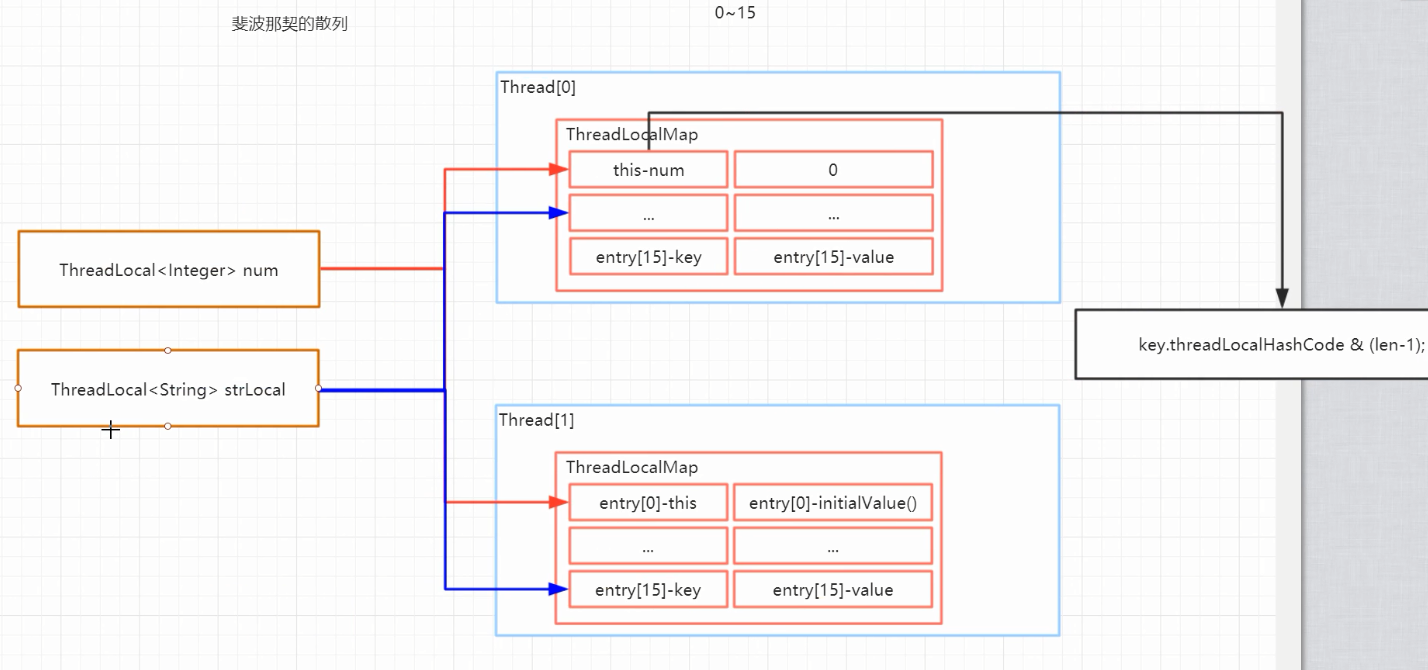 斐波那契的散列
0~15
Thread[0]
ThreadLocalMap
this-num
0
...
...
entry[15]-key
entry[15]-value
ThreadLocal<Integer> num
key.threadLocalHashCode & (len-1);
ThreadLocal<String> strLocal
Thread[1]
ThreadLocalMap
entry[0]-this
entry[0]-initialValue()
...
...
entry[15]-key
entry[15]-value